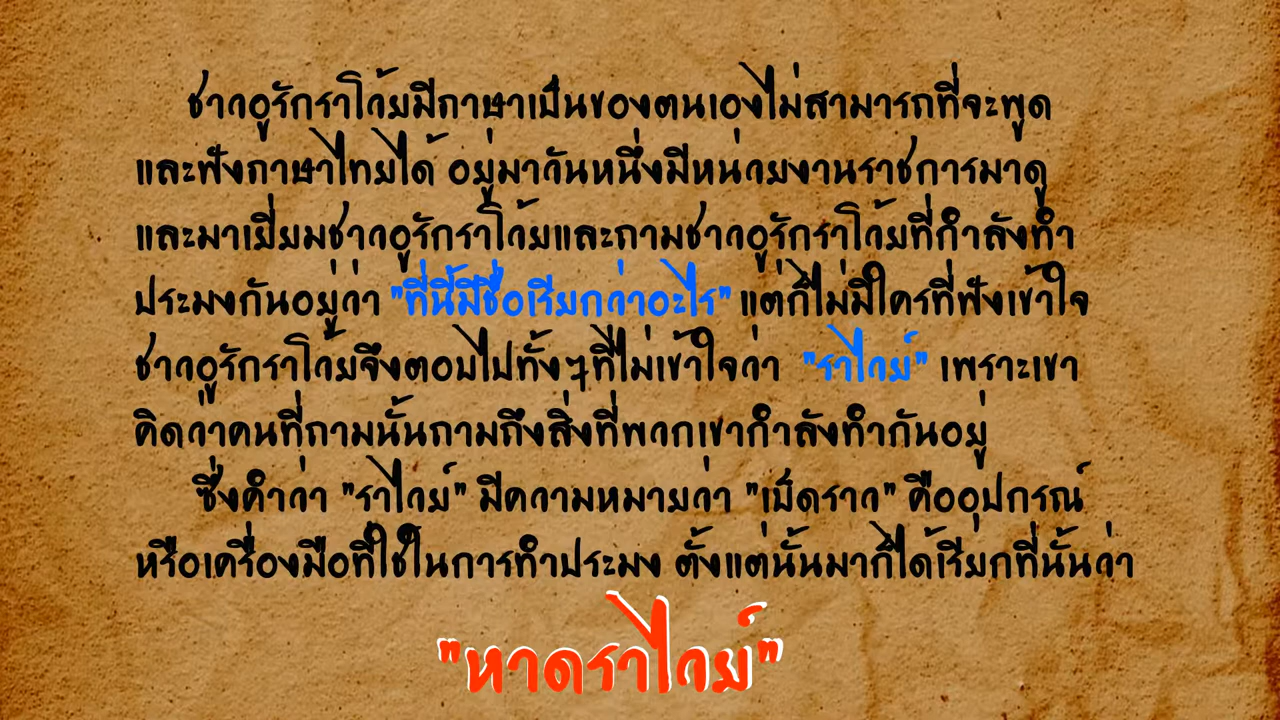 ชาวอูรักราโว้ยมีภาษาเป็นของตนเองไม่สามารถที่จะพูด
และฟังภาษาไทยได้ อยู่มาวันหนึ่งมีหน่วยงานราชการมาดู
และมาเยี่ยมชาวอูรักราโว้ยและถามชาวอูรักราโว้ยที่กำลังทำ
ประมงกันอยู่ว่า "ที่นี้มีชื่อเรียกว่าอะไร" แต่ก็ไม่มีใครที่ฟังเข้าใจ
ชาวอูรักราโว้ยจึงตอบไปทั้งๆที่ไม่เข้าใจว่า "ราไวย์" เพราะเขา
คิดว่าคนที่ถามนั้นถามถึงสิ่งที่พวกเขากำลังทำกันอยู่
ซึ่งคำว่า "ราไวย์" มีความหมายว่า "เบ็ดราว" คืออุปกรณ์
หรือเครื่องมือที่ใช้ในการทำประมง ตั้งแต่นั้นมาก็ได้เรียกที่นั้นว่า
"หาดราไวย์"